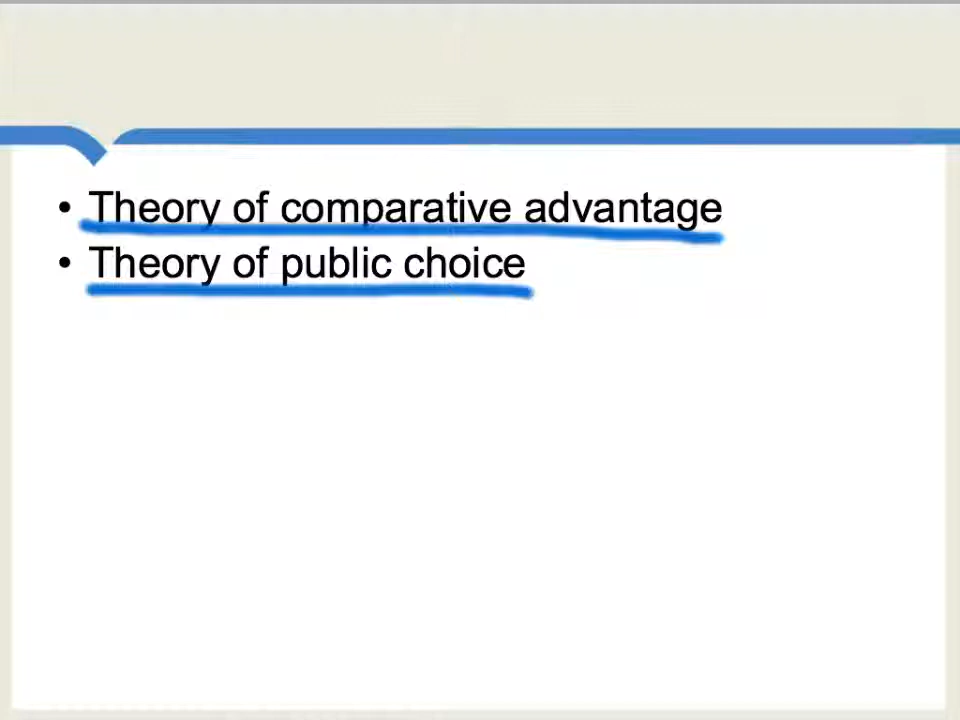 • Theory of comparative advantage
• Theory of public choice